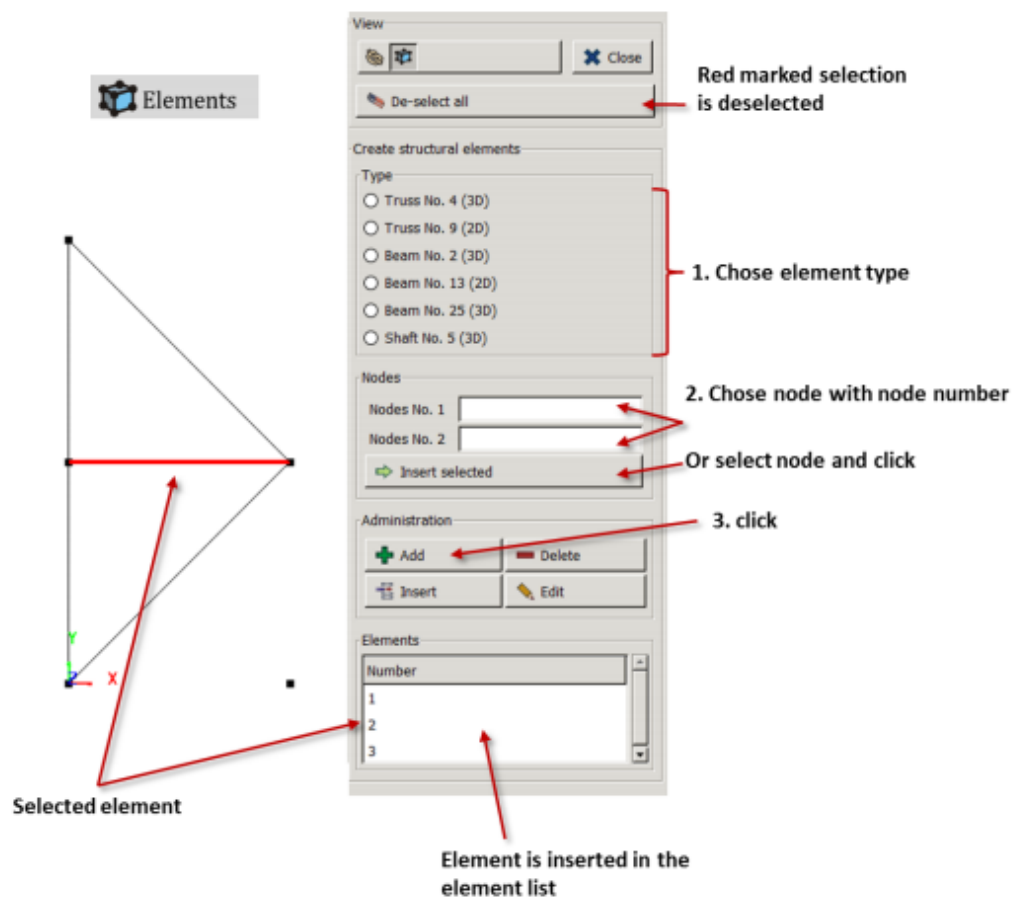 View
Close
De-select all
Red marked selection
is deselected
Elements
Create structural elements
Type
Truss No. 4 (3D)
Truss No. 9 (2D)
Beam No. 2 (3D)
Beam No. 13 (2D)
Beam No. 25 (3D)
Shaft No. 5 (3D)
1. Chose element type
Nodes
Nodes No. 1
Nodes No. 2
Insert selected
2. Chose node with node number
Or select node and click
Administration
Add
Delete
Insert
Edit
3. click
Elements
Number
1
2
3
Y
Z
X
Selected element
Element is inserted in the
element list